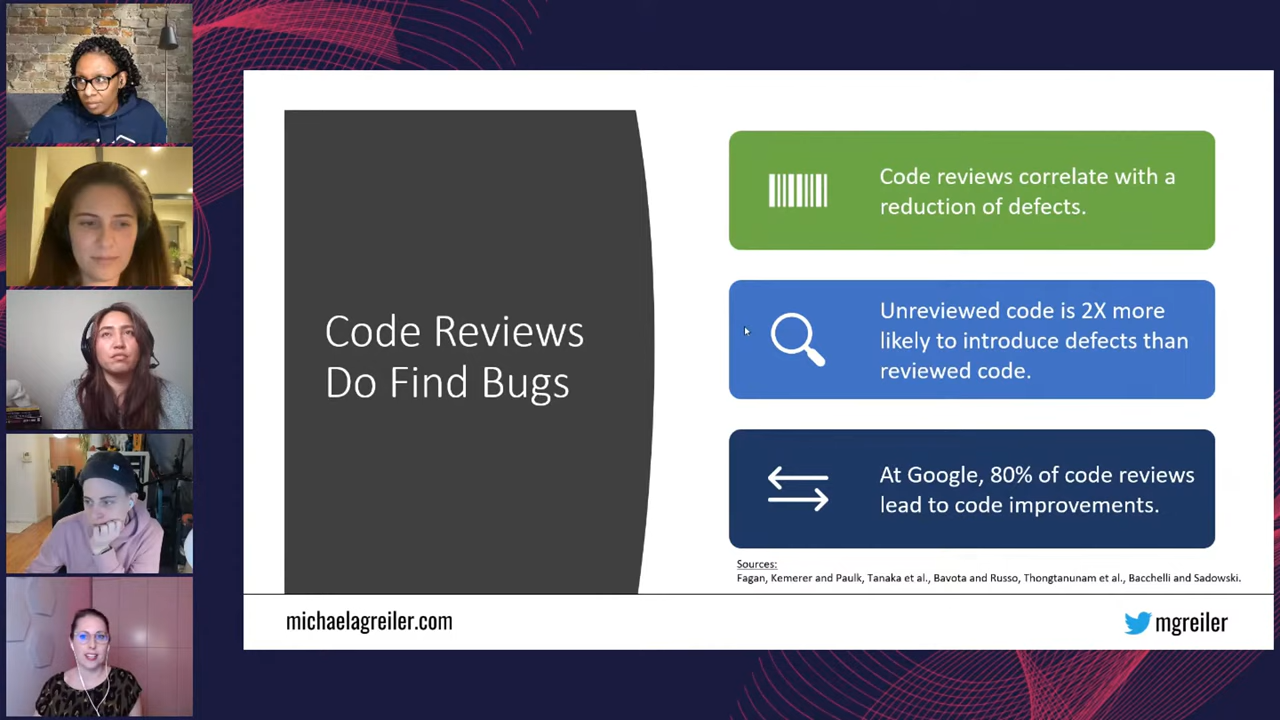 Code Reviews
Do Find Bugs
Code reviews correlate with a
reduction of defects.
Unreviewed code is 2X more
likely to introduce defects than
reviewed code.
At Google, 80% of code reviews
lead to code improvements.
Sources:
Fagan, Kemerer and Paulk, Tanaka et al., Bavota and Russo, Thongtanunam et al., Bacchelli and Sadowski.
michaelagreiler.com
mgreiler